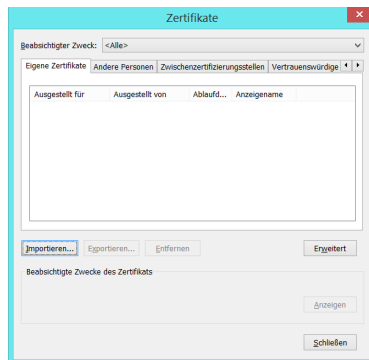 Zertifikate
Beabsichtigter Zweck: <Alle>
Eigene Zertifikate Andere Personen Zwischenzertifizierungsstellen Vertrauenswürdige
Ausgestellt für Ausgestellt von Ablaufd... Anzeigename
Importieren... Exportieren... Entfernen Erweitert
Beabsichtigte Zwecke des Zertifikats
Anzeigen
Schließen